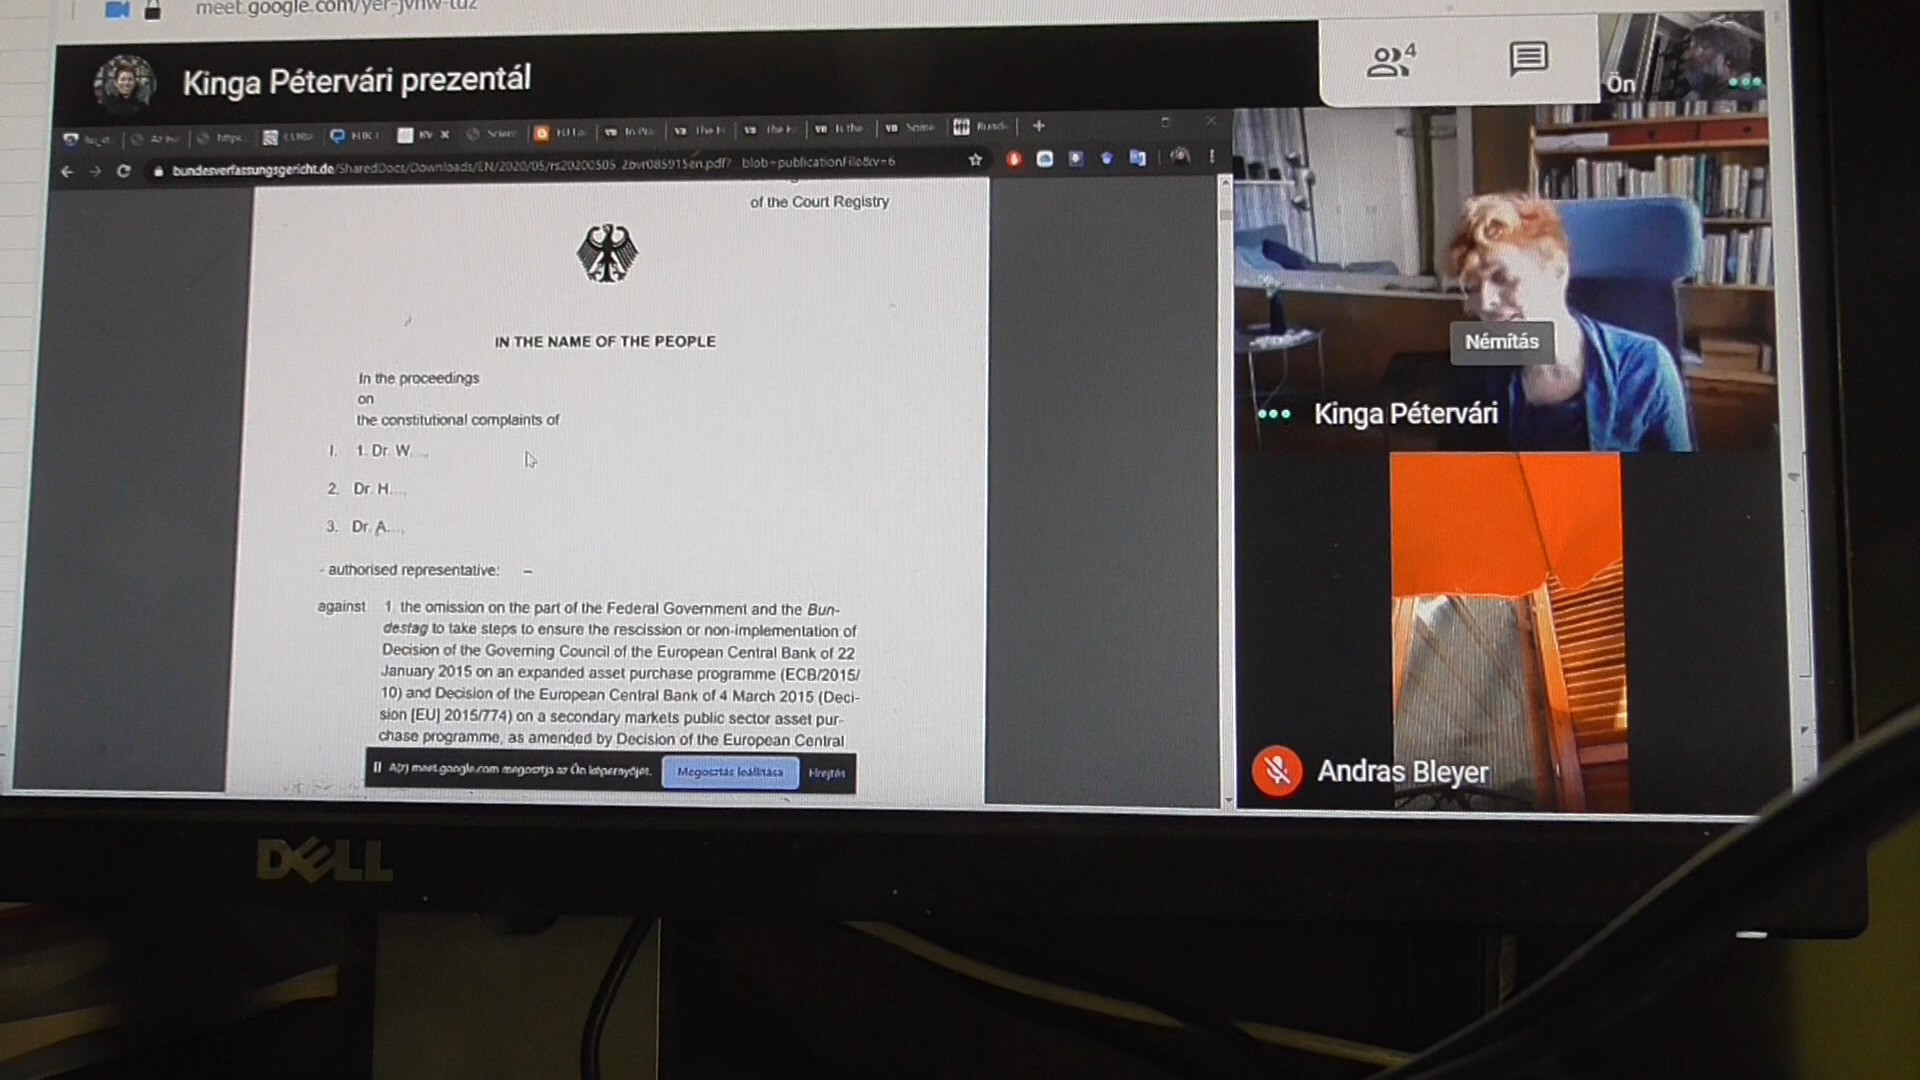 meet.google.com/yer-jvhw-tuz
Kinga Pétervári prezentál
4
Ön
bundesverfassungsgericht.de/SharedDocs/Downloads/EN/2020/05/rs20200505_2bvr085915en.pdf?__blob=publicationFile&v=6
of the Court Registry
IN THE NAME OF THE PEOPLE
In the proceedings
on
the constitutional complaints of
I. 1. Dr. W...,
2. Dr. H...,
3. Dr. A...,
- authorised representative: –
against 1. the omission on the part of the Federal Government and the Bun-
destag to take steps to ensure the rescission or non-implementation of
Decision of the Governing Council of the European Central Bank of 22
January 2015 on an expanded asset purchase programme (ECB/2015/
10) and Decision of the European Central Bank of 4 March 2015 (Deci-
sion [EU] 2015/774) on a secondary markets public sector asset pur-
chase programme, as amended by Decision of the European Central
A(z) meet.google.com megosztja az Ön képernyőjét.
Megosztás leállítása
Elrejtés
Némítás
Kinga Pétervári
Andras Bleyer
DELL